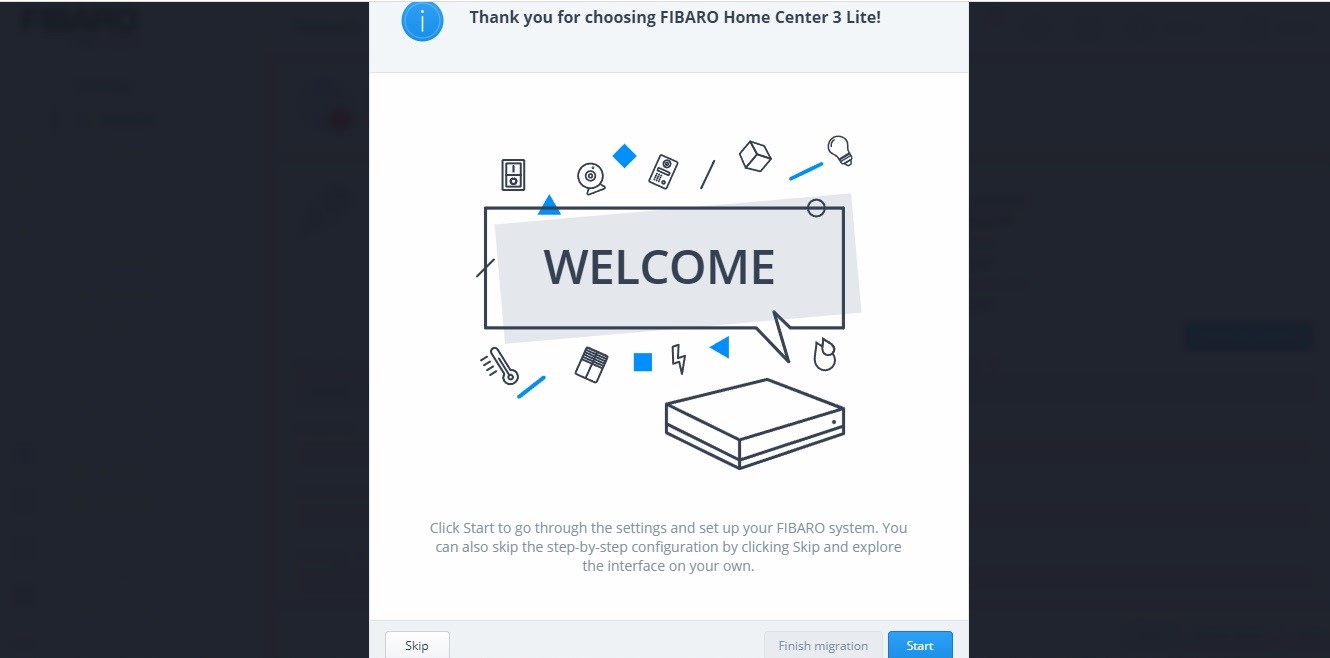 FIBARO
Thank you for choosing FIBARO Home Center 3 Lite!
WELCOME
Click Start to go through the settings and set up your FIBARO system. You
can also skip the step-by-step configuration by clicking Skip and explore
the interface on your own.
Skip
Finish migration
Start